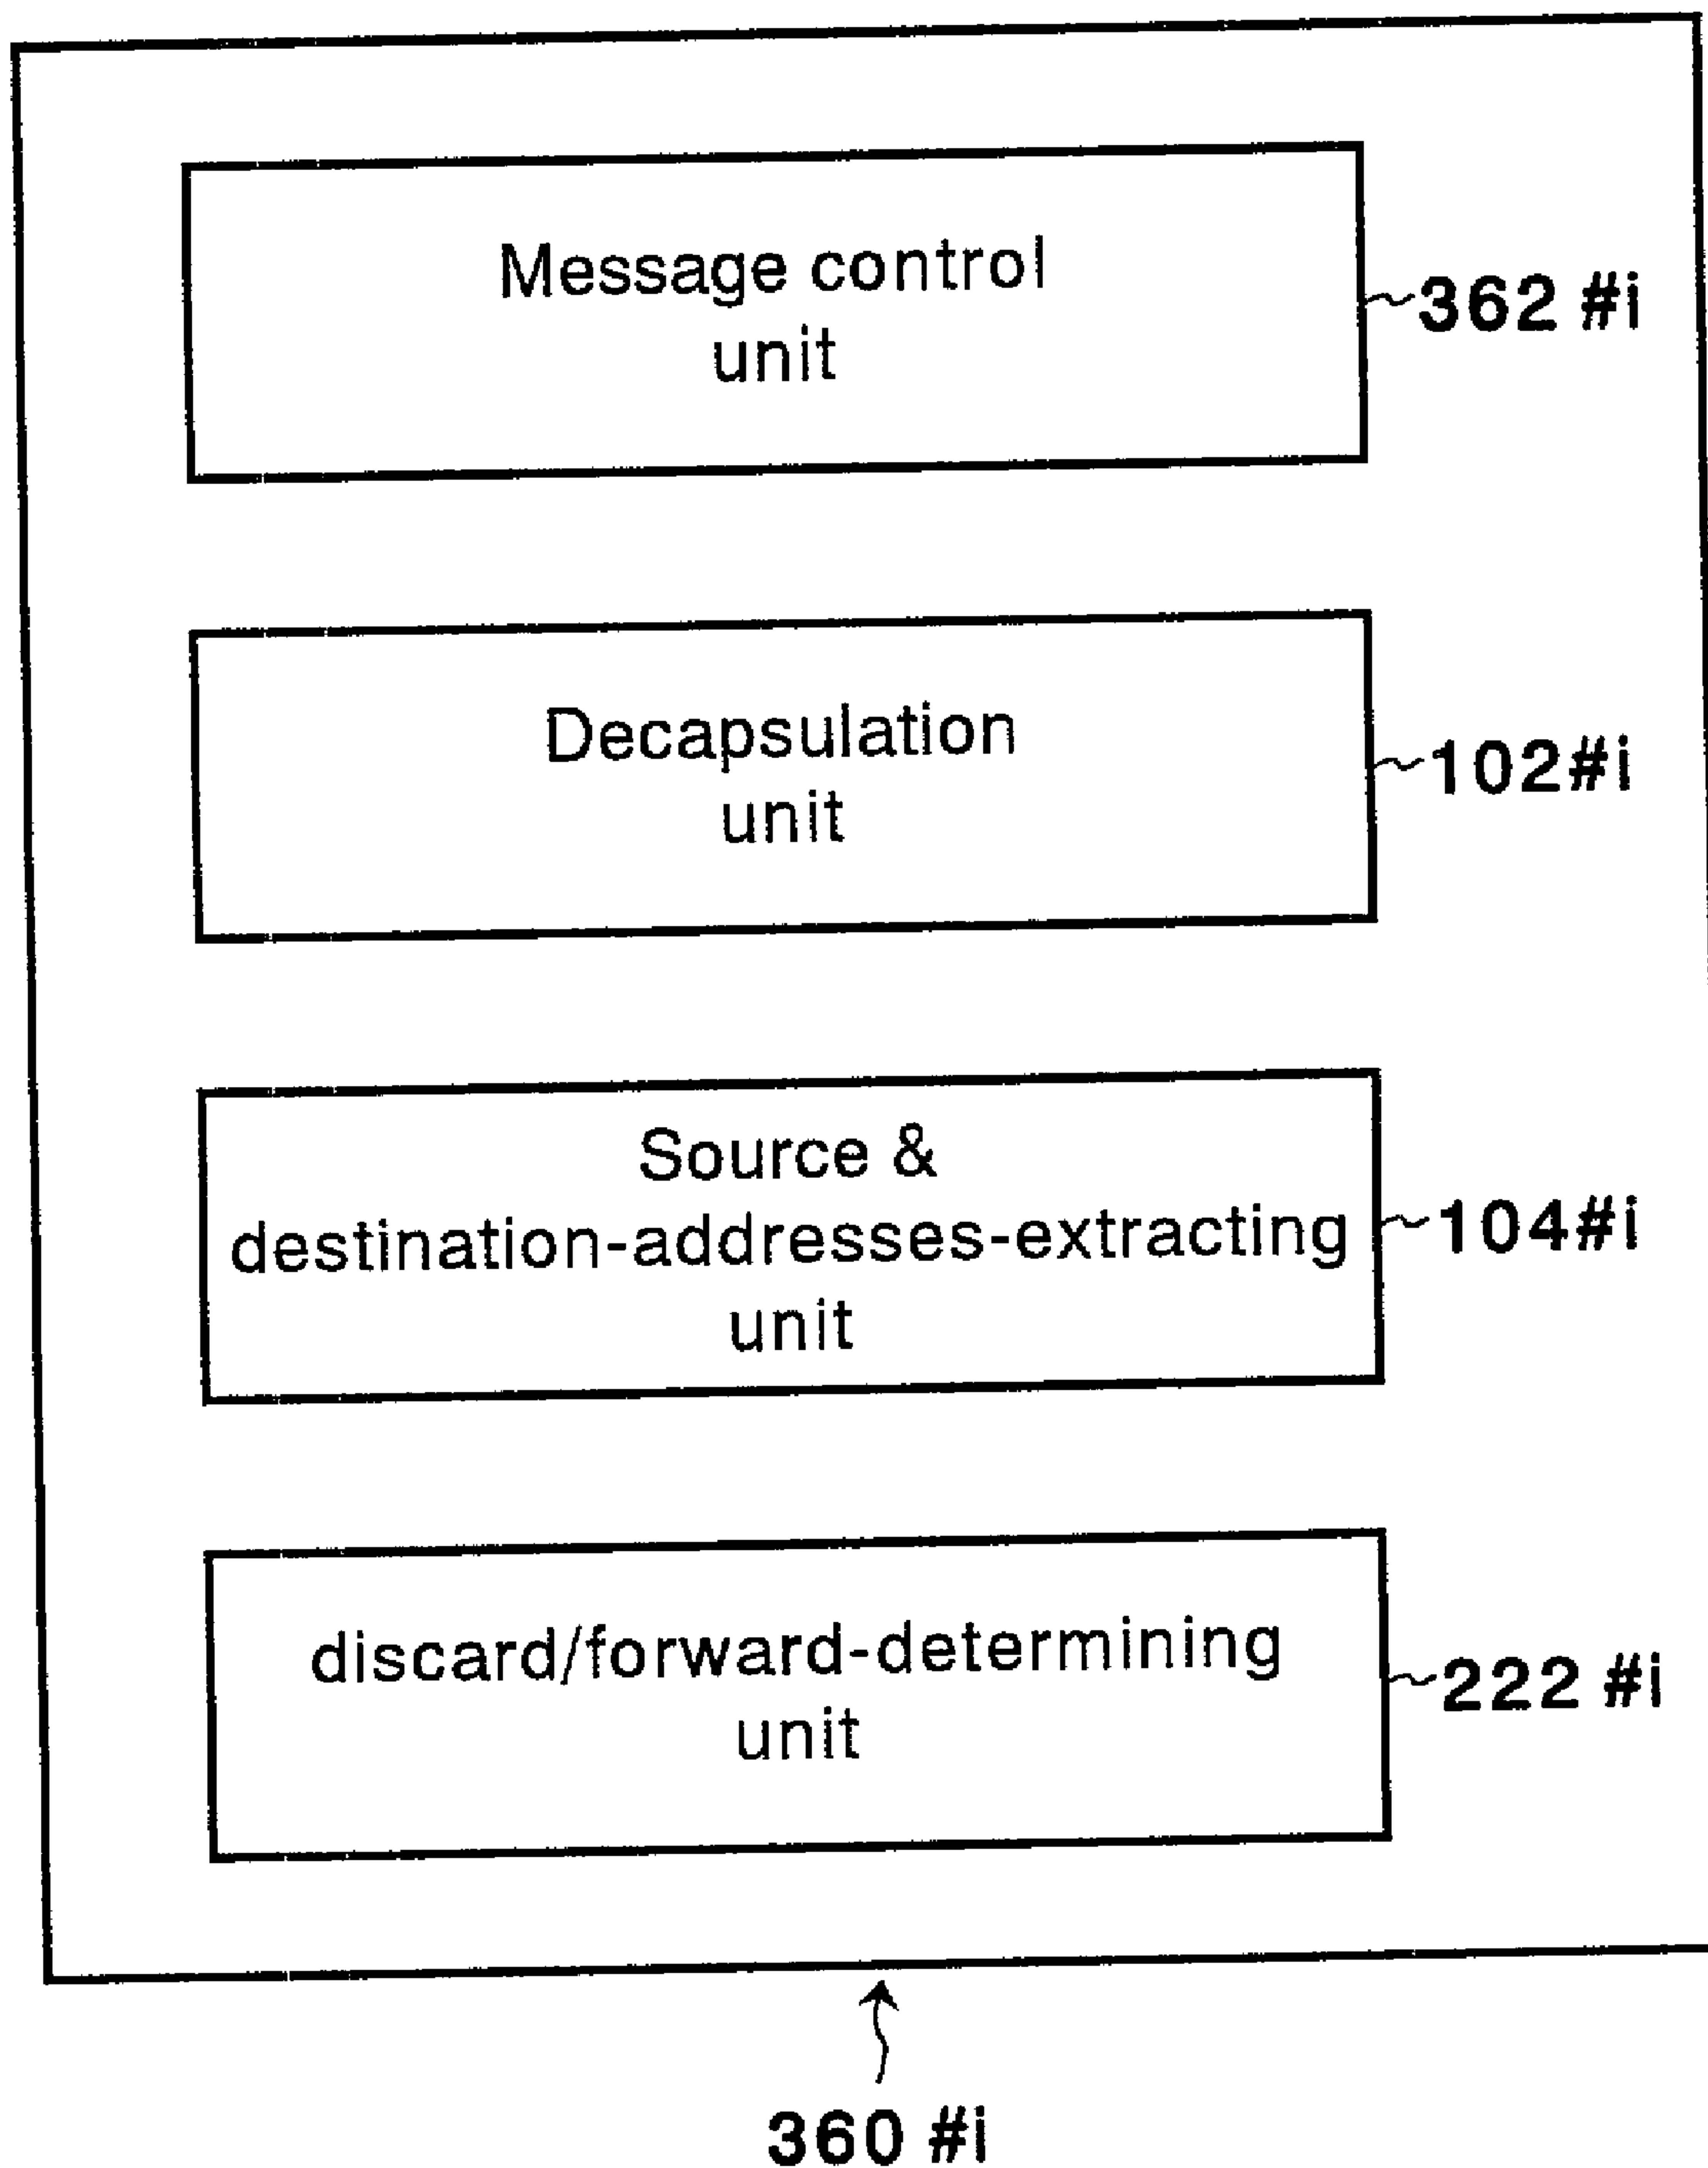 Message control
unit
362 #i
Decapsulation
unit
102#i
Source &
destination-addresses-extracting
unit
104#i
discard/forward-determining
unit
222 #i
360 #i